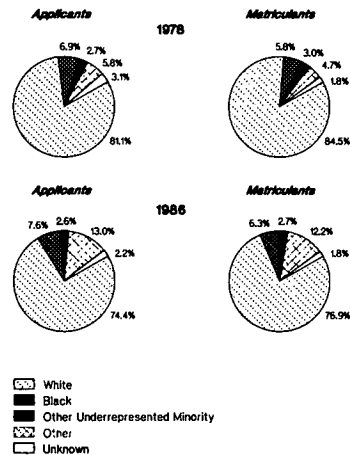 Applicants Matriculants
1978
6.9% 2.7% 5.8% 3.1% 81.1%
5.8% 3.0% 4.7% 1.8% 84.5%
Applicants Matriculants
1986
7.6% 2.6% 13.0% 2.2% 74.4%
6.3% 2.7% 12.2% 1.8% 76.9%
White
Black
Other Underrepresented Minority
Other
Unknown